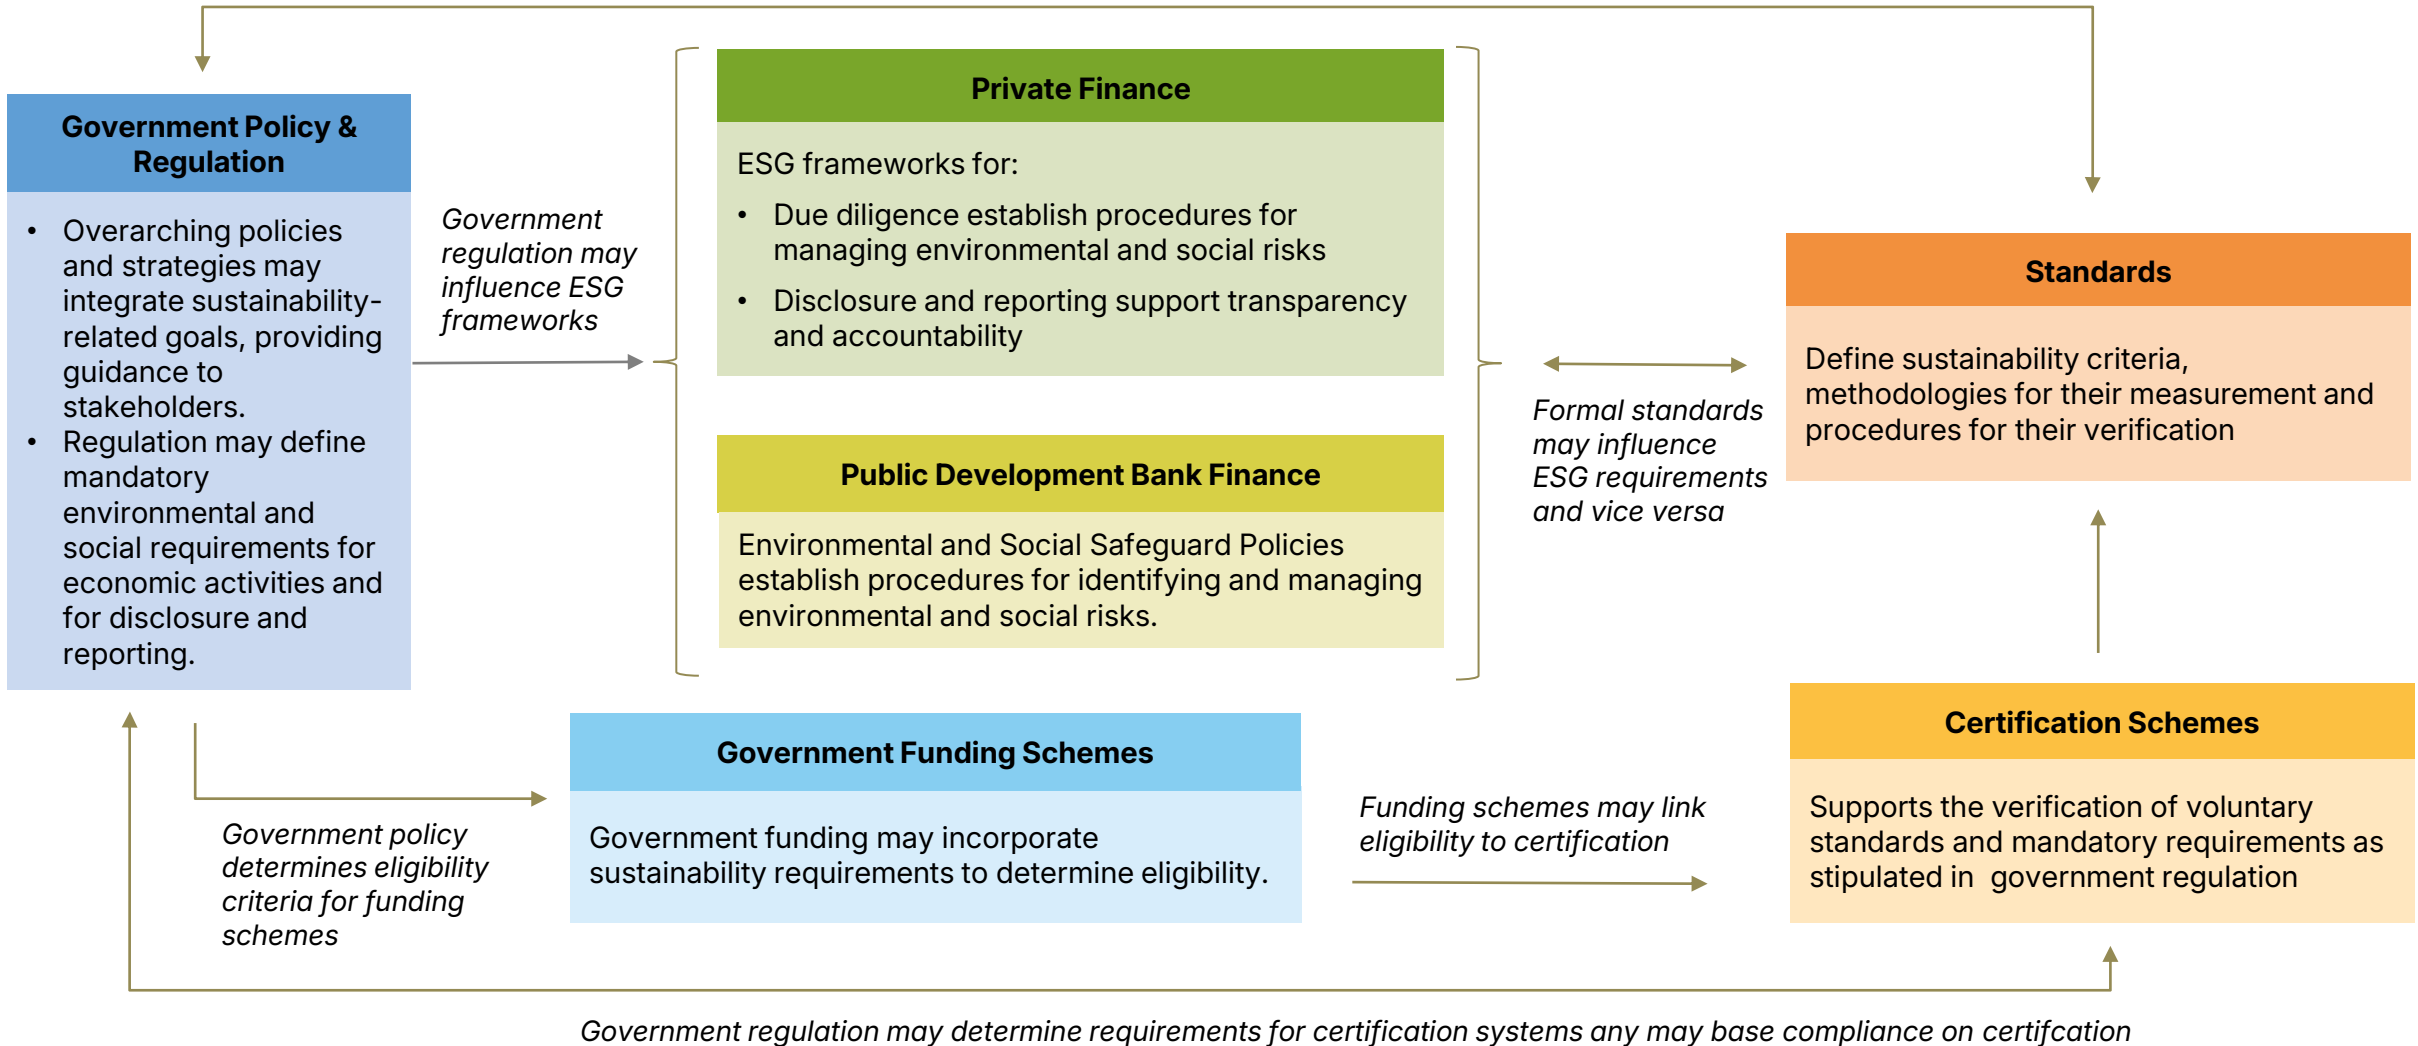 Government Policy &
Regulation
• Overarching policies
and strategies may
integrate sustainability-
related goals, providing
guidance to
stakeholders.
• Regulation may define
mandatory
environmental and
social requirements for
economic activities and
for disclosure and
reporting.
Government
regulation may
influence ESG
frameworks
Private Finance
ESG frameworks for:
• Due diligence establish procedures for
managing environmental and social risks
• Disclosure and reporting support transparency
and accountability
Public Development Bank Finance
Environmental and Social Safeguard Policies
establish procedures for identifying and managing
environmental and social risks.
Formal standards
may influence
ESG requirements
and vice versa
Standards
Define sustainability criteria,
methodologies for their measurement and
procedures for their verification
Government policy
determines eligibility
criteria for funding
schemes
Government Funding Schemes
Government funding may incorporate
sustainability requirements to determine eligibility.
Funding schemes may link
eligibility to certification
Certification Schemes
Supports the verification of voluntary
standards and mandatory requirements as
stipulated in  government regulation
Government regulation may determine requirements for certification systems any may base compliance on certifcation